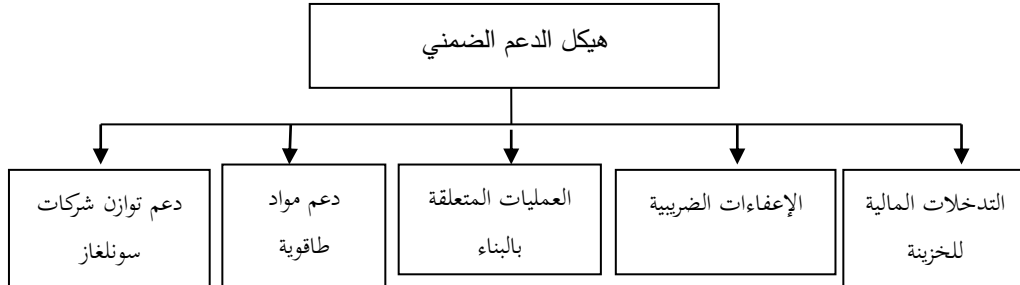 هيكل الدعم الضمني
التدخلات المالية
للخزينة
الإعفاءات الضريبية
العمليات المتعلقة
بالبناء
دعم مواد
طاقوية
دعم توازن شركات
سونلغاز